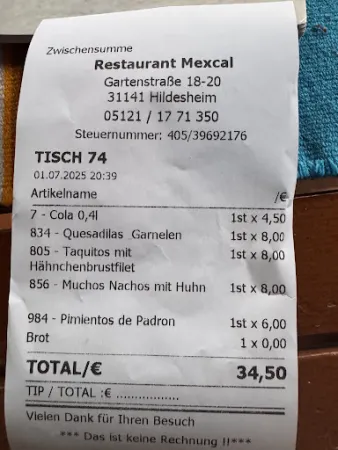 Zwischensumme
Restaurant Mexcal
Gartenstraße 18-20
31141 Hildesheim
05121 / 17 71 350
Steuernummer: 405/39692176
TISCH 74
01.07.2025 20:39
Artikelname /€
7 - Cola 0,4l 1st x 4,50
834 - Quesadilas Garnelen 1st x 8,00
805 - Taquitos mit 1st x 8,00
Hähnchenbrustfilet
856 - Muchos Nachos mit Huhn 1st x 8,00
984 - Pimientos de Padron 1st x 6,00
Brot 1 x 0,00
TOTAL/€ 34,50
TIP / TOTAL :€ ..................
Vielen Dank für Ihren Besuch
*** Das ist keine Rechnung !!***